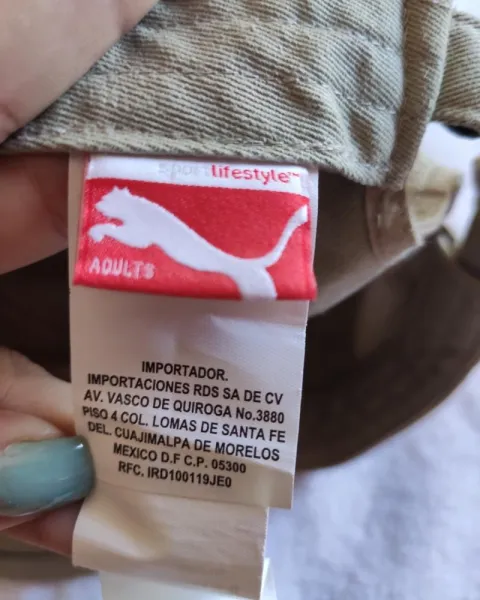 sport lifestyle™
ADULTS
IMPORTADOR.
IMPORTACIONES RDS SA DE CV
AV. VASCO DE QUIROGA No.3880
PISO 4 COL. LOMAS DE SANTA FE
DEL. CUAJIMALPA DE MORELOS
MEXICO D.F C.P. 05300
RFC. IRD100119JE0